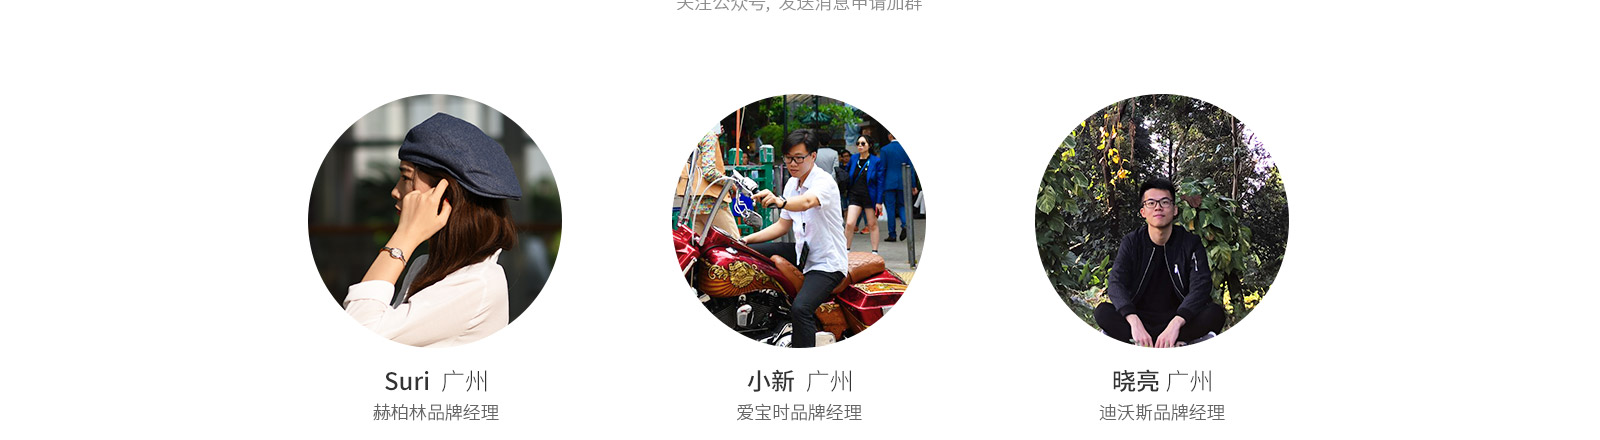 关注公众号，发送消息申请加群
Suri 广州
小新 广州
晓亮 广州
赫柏林品牌经理
爱宝时品牌经理
迪沃斯品牌经理